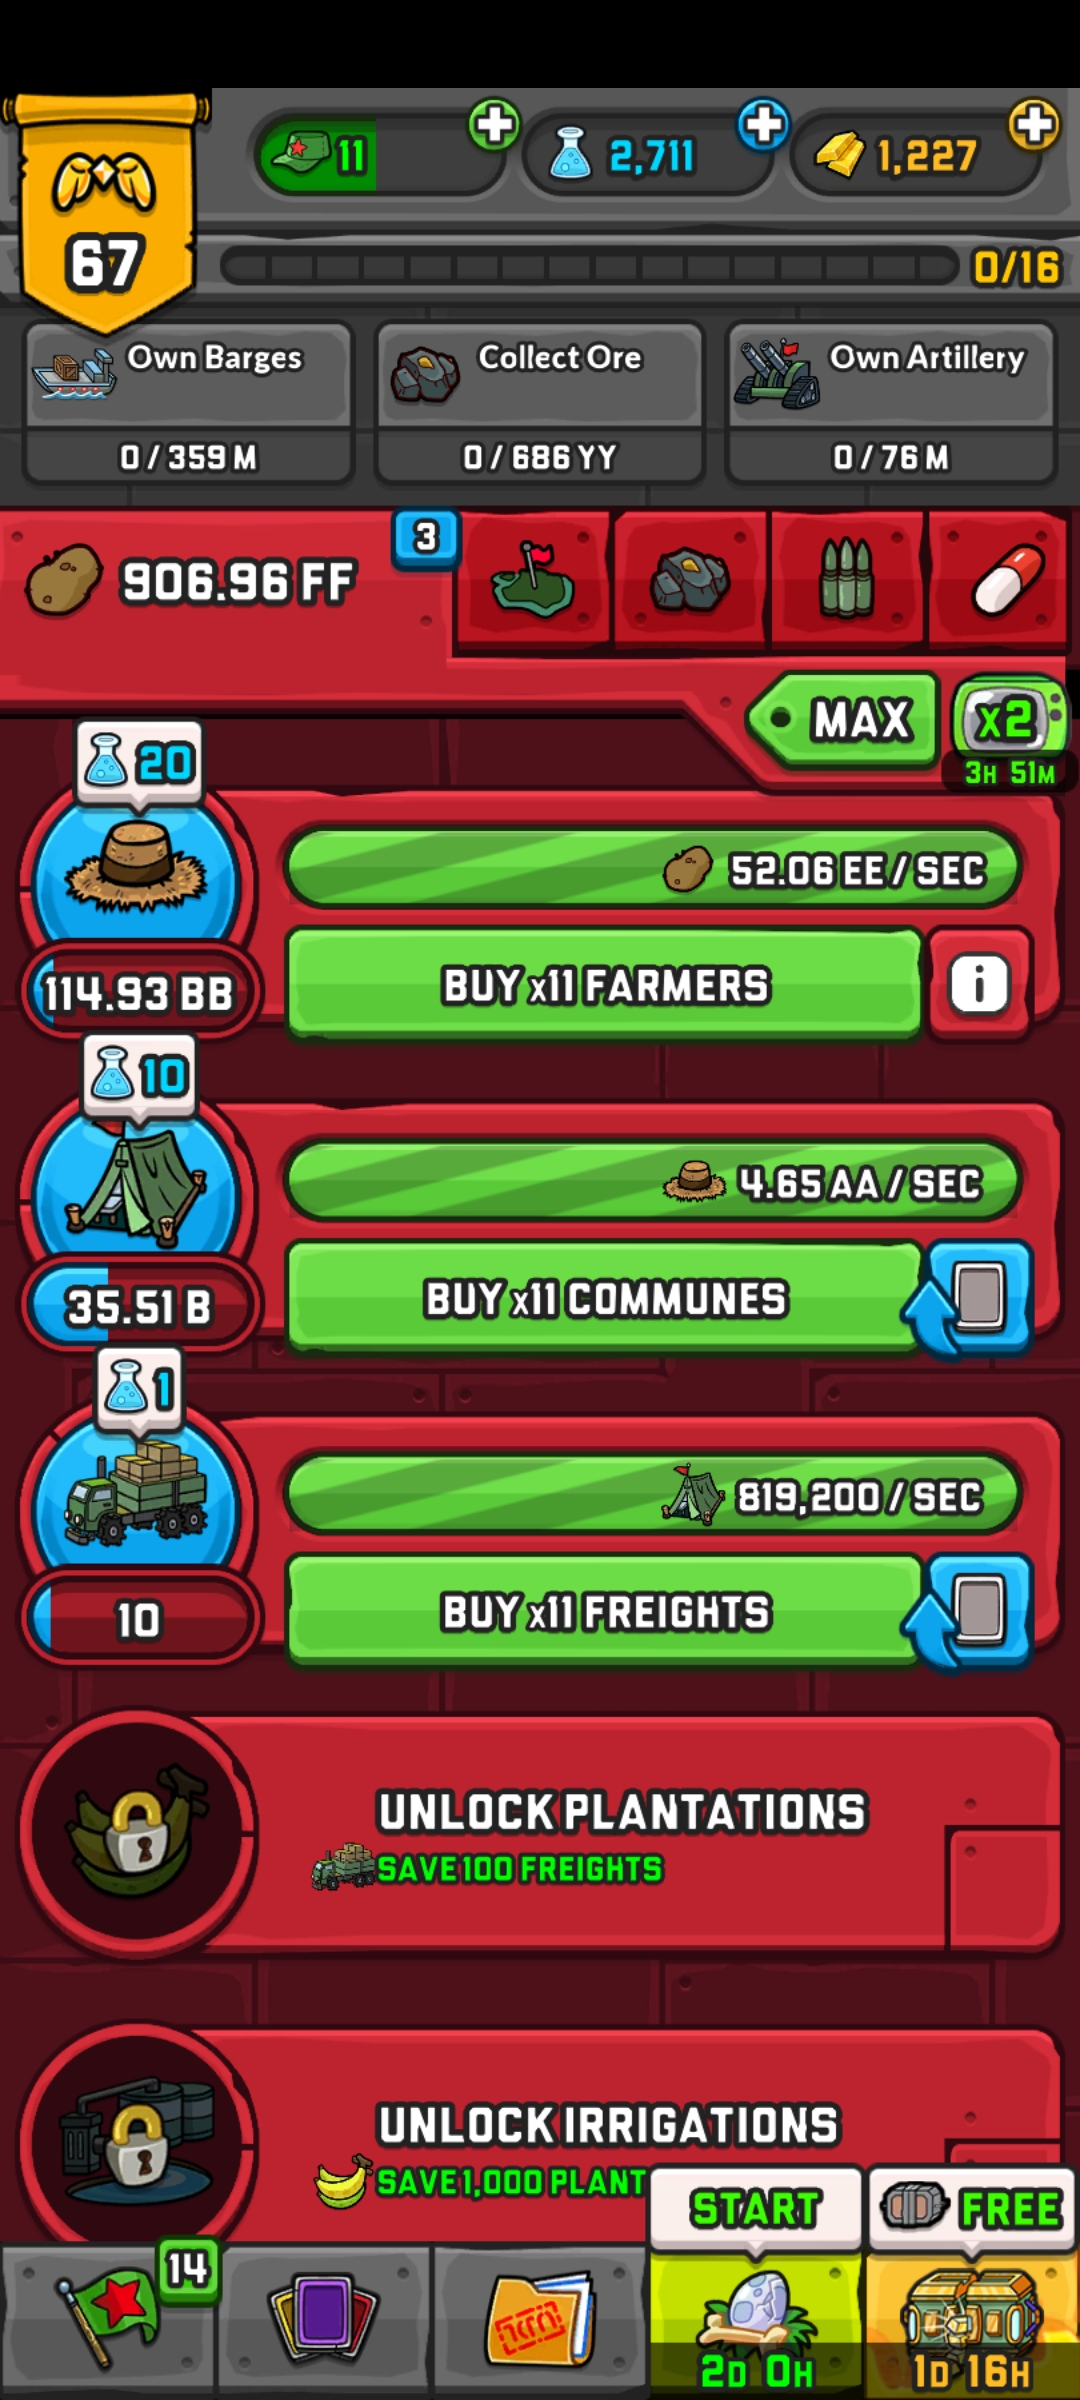 11
2,711
1,227
67
0/16
Own Barges
0 / 359 M
Collect Ore
0 / 686 YY
Own Artillery
0 / 76 M
906.96 FF
3
MAX
x2
3H 51M
20
52.06 EE / SEC
114.93 BB
BUY x11 FARMERS
i
10
4.65 AA / SEC
35.51 B
BUY x11 COMMUNES
1
819,200 / SEC
10
BUY x11 FREIGHTS
UNLOCK PLANTATIONS
SAVE 100 FREIGHTS
UNLOCK IRRIGATIONS
SAVE 1,000 PLANT
START
FREE
14
2D 0H
1D 16H